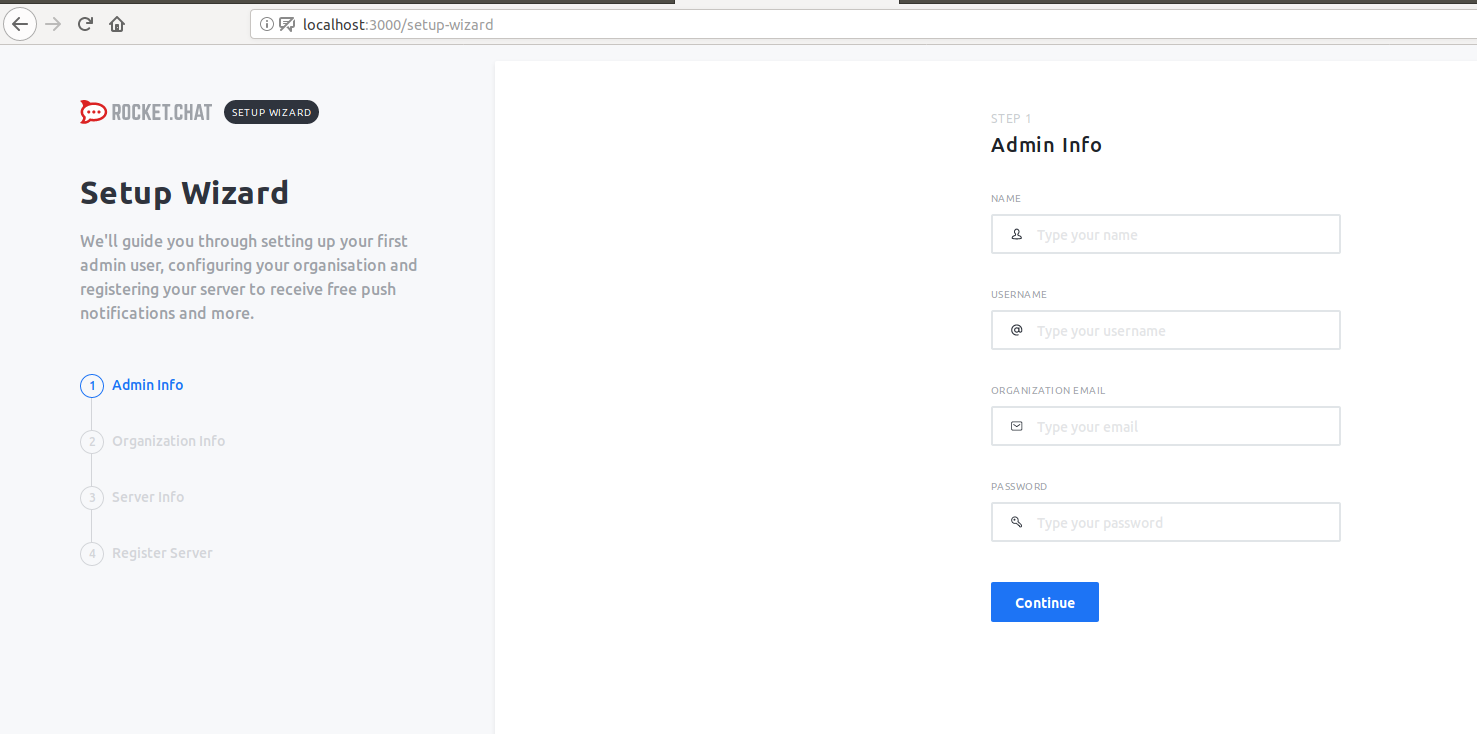 localhost:3000/setup-wizard
ROCKET.CHAT SETUP WIZARD
Setup Wizard
We'll guide you through setting up your first
admin user, configuring your organisation and
registering your server to receive free push
notifications and more.
1 Admin Info
2 Organization Info
3 Server Info
4 Register Server
STEP 1
Admin Info
NAME
Type your name
USERNAME
@ Type your username
ORGANIZATION EMAIL
Type your email
PASSWORD
Type your password
Continue